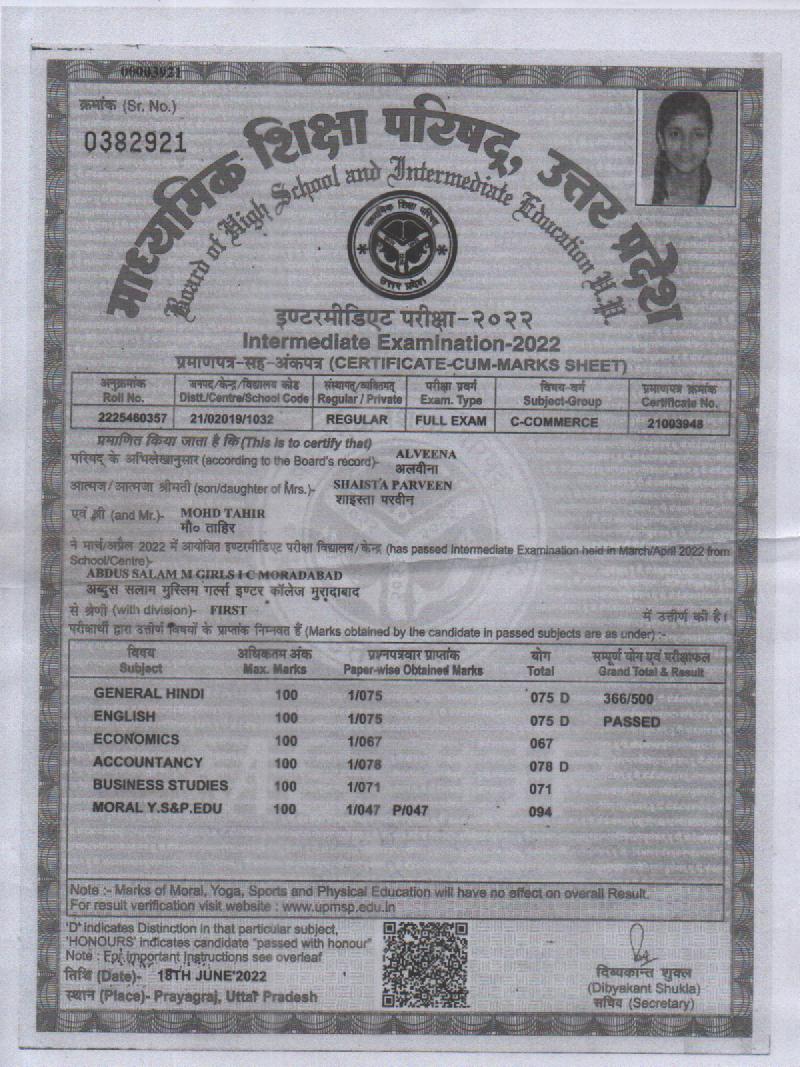 00003921
क्रमांक (Sr. No.)
0382921
माध्यमिक शिक्षा परिषद्, उत्तर प्रदेश
Board of High School and Intermediate Education U.P.
माध्यमिक शिक्षा परिषद्
उत्तर प्रदेश
इण्टरमीडिएट परीक्षा-२०२२
Intermediate Examination-2022
प्रमाणपत्र-सह-अंकपत्र (CERTIFICATE-CUM-MARKS SHEET)
अनुक्रमांक जनपद/केन्द्र/विद्यालय कोड संस्थागत/व्यक्तिगत परीक्षा प्रवर्ग विषय-वर्ग प्रमाणपत्र क्रमांक
Roll No. Distt./Centre/School Code Regular / Private Exam. Type Subject-Group Certificate No.
2225460357 21/02019/1032 REGULAR FULL EXAM C-COMMERCE 21003948
प्रमाणित किया जाता है कि (This is to certify that)
परिषद् के अभिलेखानुसार (according to the Board's record)- ALVEENA
अलवीना
आत्मज/आत्मजा श्रीमती (son/daughter of Mrs.)- SHAISTA PARVEEN
शाइस्ता परवीन
एवं श्री (and Mr.)- MOHD TAHIR
मौ० ताहिर
ने मार्च/अप्रैल 2022 में आयोजित इण्टरमीडिएट परीक्षा विद्यालय/केन्द्र (has passed Intermediate Examination held in March/April 2022 from
School/Centre)-
ABDUS SALAM M GIRLS I C MORADABAD
अब्दुस सलाम मुस्लिम गर्ल्स इण्टर कॉलेज मुरादाबाद
से श्रेणी (with division)- FIRST में उत्तीर्ण की है।
परीक्षार्थी द्वारा उत्तीर्ण विषयों के प्राप्तांक निम्नवत हैं (Marks obtained by the candidate in passed subjects are as under) :-
विषय अधिकतम अंक प्रश्नपत्रवार प्राप्तांक योग सम्पूर्ण योग एवं परीक्षाफल
Subject Max. Marks Paper-wise Obtained Marks Total Grand Total & Result
GENERAL HINDI 100 1/075 075 D 366/500
ENGLISH 100 1/075 075 D PASSED
ECONOMICS 100 1/067 067
ACCOUNTANCY 100 1/078 078 D
BUSINESS STUDIES 100 1/071 071
MORAL Y.S&P.EDU 100 1/047 P/047 094
Note :- Marks of Moral, Yoga, Sports and Physical Education will have no effect on overall Result.
For result verification visit website : www.upmsp.edu.in
'D' indicates Distinction in that particular subject,
'HONOURS' indicates candidate "passed with honour"
Note : For important Instructions see overleaf
तिथि (Date)- 18TH JUNE'2022
स्थान (Place)- Prayagraj, Uttar Pradesh
दिव्यकान्त शुक्ल
(Dibyakant Shukla)
सचिव (Secretary)